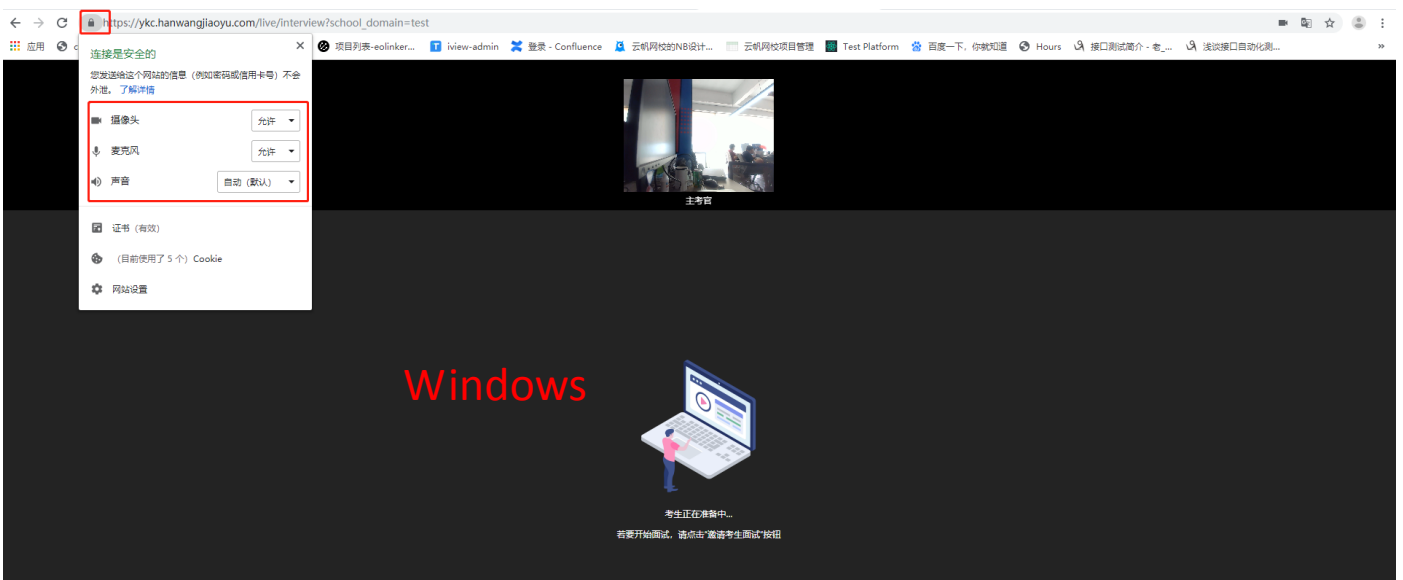 https://ykc.hanwangjiaoyu.com/live/interview?school_domain=test
应用
项目列表-eolinker...
iview-admin
登录 - Confluence
云帆网校的NB设计...
云帆网校项目管理
Test Platform
百度一下，你就知道
Hours
接口测试简介 - 老_...
浅谈接口自动化测...
»
连接是安全的
您发送给这个网站的信息（例如密码或信用卡号）不会
外泄。 了解详情
摄像头 允许
麦克风 允许
声音 自动（默认）
证书（有效）
（目前使用了 5 个）Cookie
网站设置
主考官
Windows
考生正在准备中...
若要开始面试，请点击"邀请考生面试"按钮